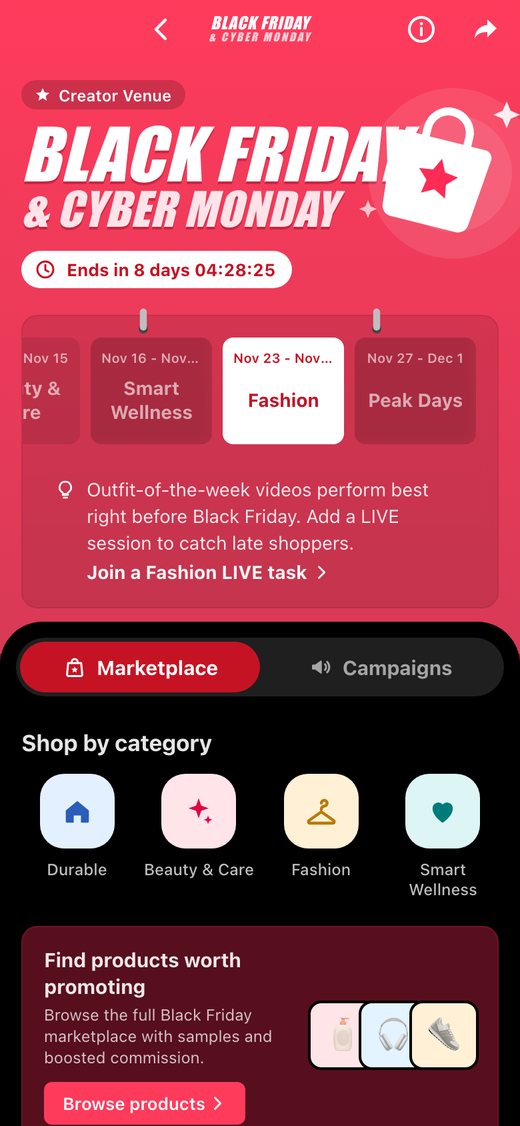 BLACK FRIDAY
& CYBER MONDAY
Creator Venue
BLACK FRIDAY
& CYBER MONDAY
Ends in 8 days 04:28:25
Nov 15
ty &
re
Nov 16 - Nov...
Smart
Wellness
Nov 23 - Nov...
Fashion
Nov 27 - Dec 1
Peak Days
Outfit-of-the-week videos perform best
right before Black Friday. Add a LIVE
session to catch late shoppers.
Join a Fashion LIVE task
Marketplace
Campaigns
Shop by category
Durable
Beauty & Care
Fashion
Smart
Wellness
Find products worth
promoting
Browse the full Black Friday
marketplace with samples and
boosted commission.
Browse products